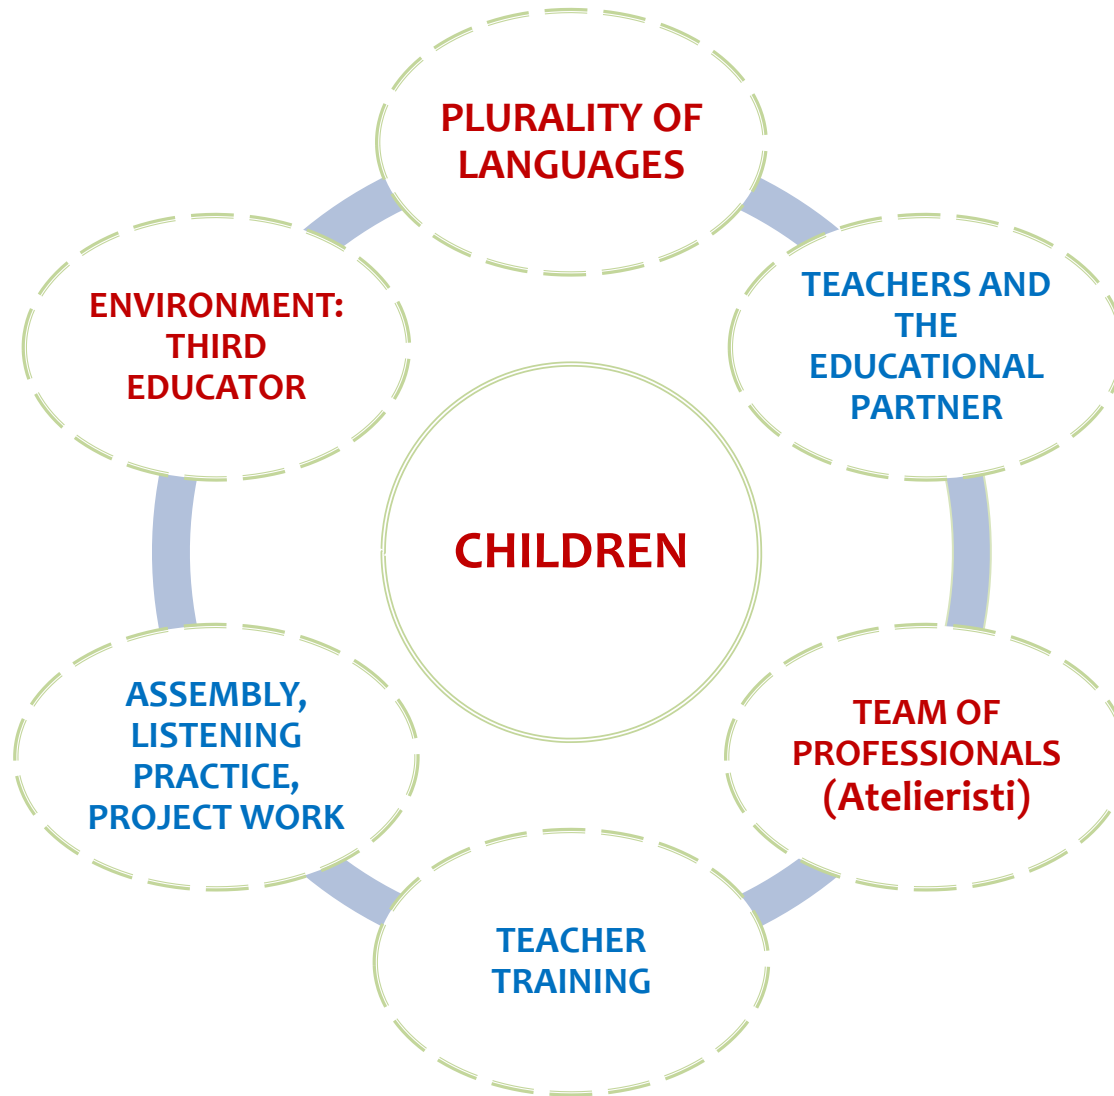 PLURALITY OF
LANGUAGES
TEACHERS AND
THE
EDUCATIONAL
PARTNER
TEAM OF
PROFESSIONALS
(Atelieristi)
TEACHER
TRAINING
ASSEMBLY,
LISTENING
PRACTICE,
PROJECT WORK
ENVIRONMENT:
THIRD
EDUCATOR
CHILDREN